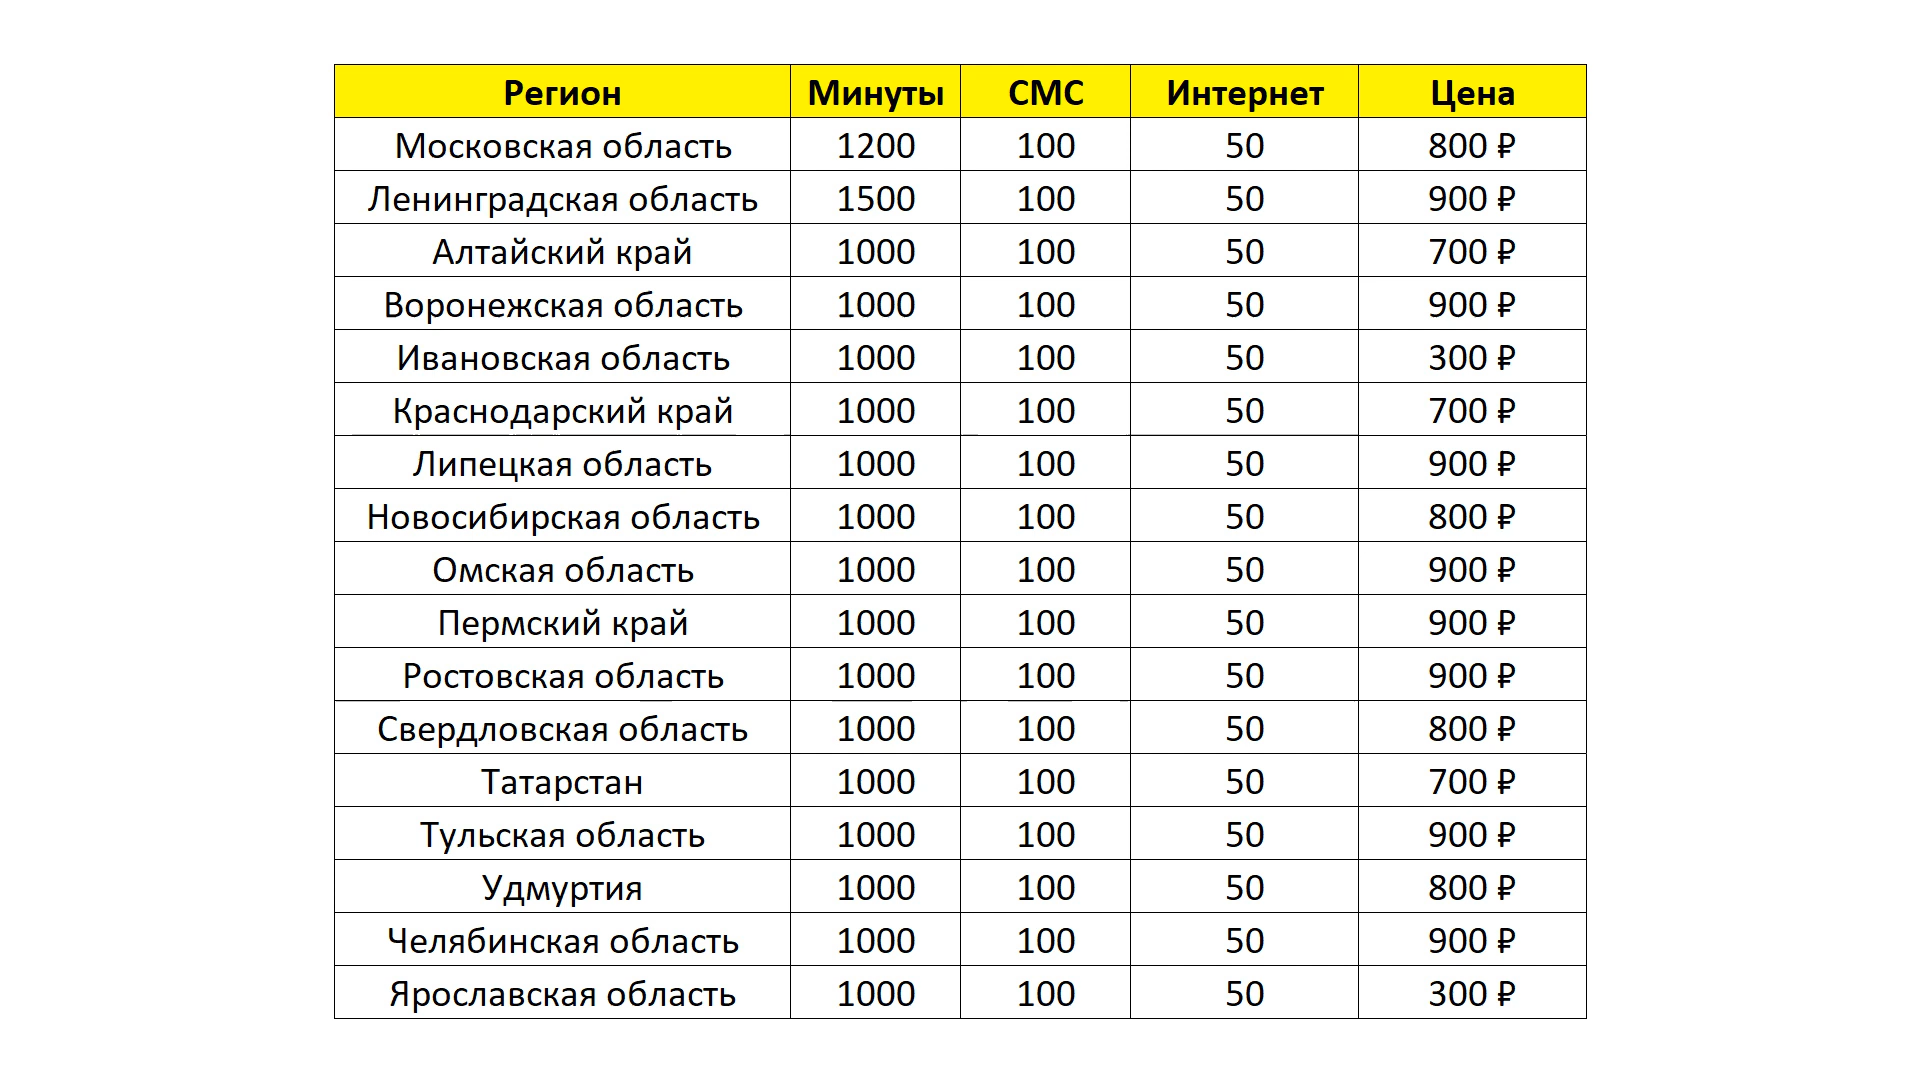 Регион Минуты СМС Интернет Цена
Московская область 1200 100 50 800 ₽
Ленинградская область 1500 100 50 900 ₽
Алтайский край 1000 100 50 700 ₽
Воронежская область 1000 100 50 900 ₽
Ивановская область 1000 100 50 300 ₽
Краснодарский край 1000 100 50 700 ₽
Липецкая область 1000 100 50 900 ₽
Новосибирская область 1000 100 50 800 ₽
Омская область 1000 100 50 900 ₽
Пермский край 1000 100 50 900 ₽
Ростовская область 1000 100 50 900 ₽
Свердловская область 1000 100 50 800 ₽
Татарстан 1000 100 50 700 ₽
Тульская область 1000 100 50 900 ₽
Удмуртия 1000 100 50 800 ₽
Челябинская область 1000 100 50 900 ₽
Ярославская область 1000 100 50 300 ₽